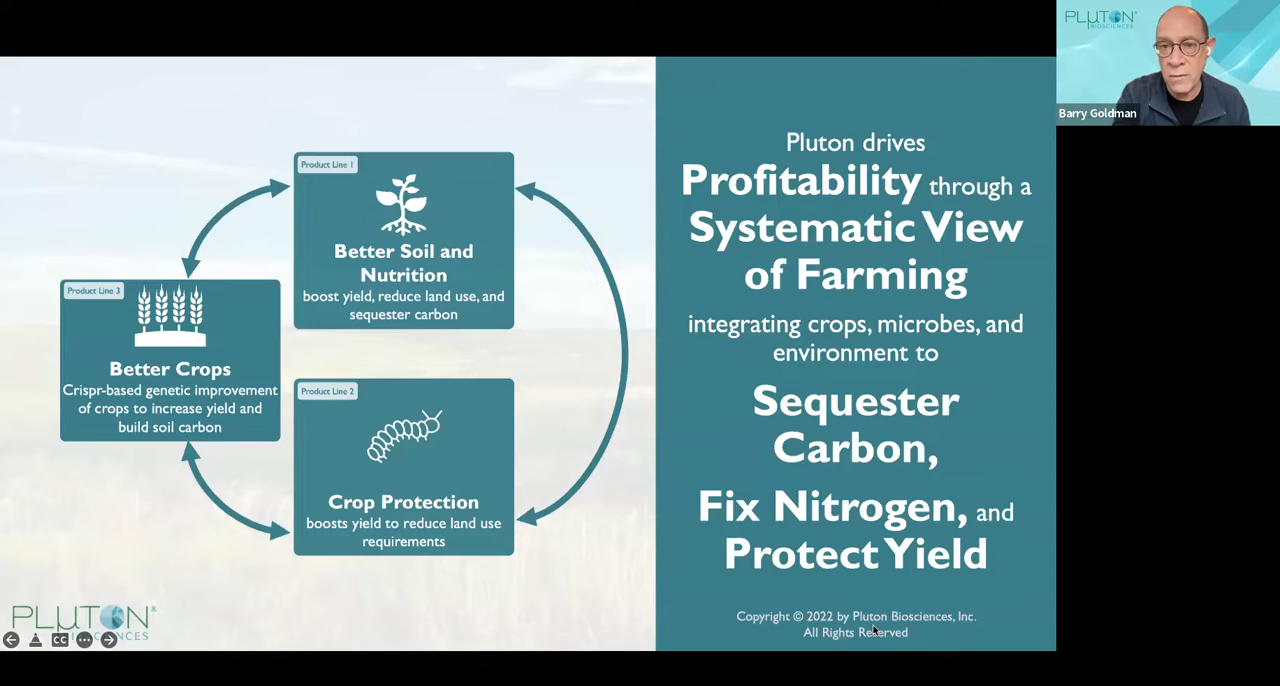 PLUTON®
BIOSCIENCES
Barry Goldman
Pluton drives
Profitability through a
Systematic View
of Farming
integrating crops, microbes, and
environment to
Sequester
Carbon,
Fix Nitrogen, and
Protect Yield
Copyright © 2022 by Pluton Biosciences, Inc.
All Rights Reserved
Product Line 1
Better Soil and
Nutrition
boost yield, reduce land use, and
sequester carbon
Product Line 3
Better Crops
Crispr-based genetic improvement
of crops to increase yield and
build soil carbon
Product Line 2
Crop Protection
boosts yield to reduce land use
requirements
PLµTON®
CC